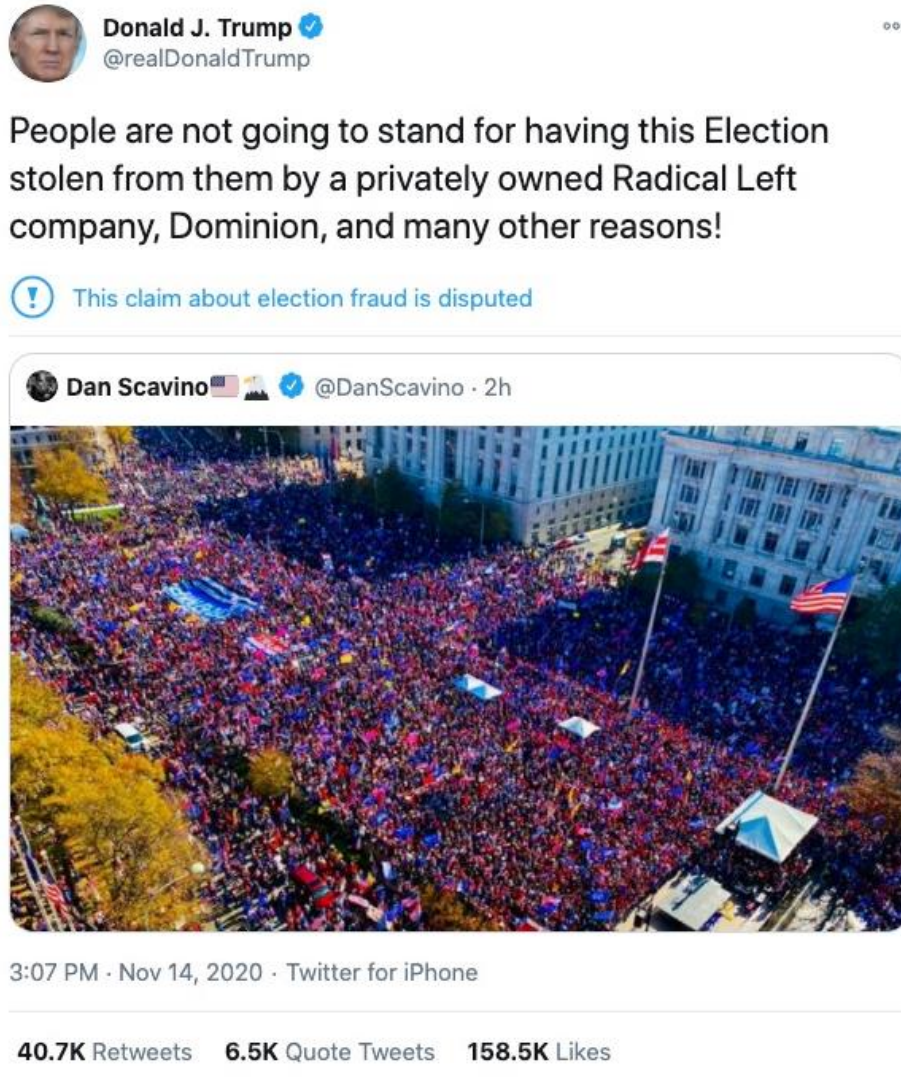 Donald J. Trump
@realDonaldTrump
People are not going to stand for having this Election
stolen from them by a privately owned Radical Left
company, Dominion, and many other reasons!
This claim about election fraud is disputed
Dan Scavino🇺🇸🦅 @DanScavino · 2h
3:07 PM · Nov 14, 2020 · Twitter for iPhone
40.7K Retweets 6.5K Quote Tweets 158.5K Likes